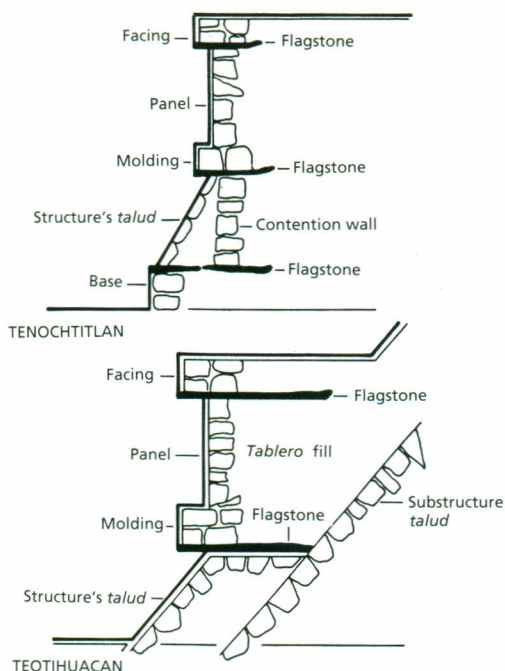 Facing
Flagstone
Panel
Molding
Flagstone
Structure's talud
Contention wall
Flagstone
Base
TENOCHTITLAN
Facing
Flagstone
Panel
Tablero fill
Substructure
talud
Molding
Flagstone
Structure's talud
TEOTIHUACAN